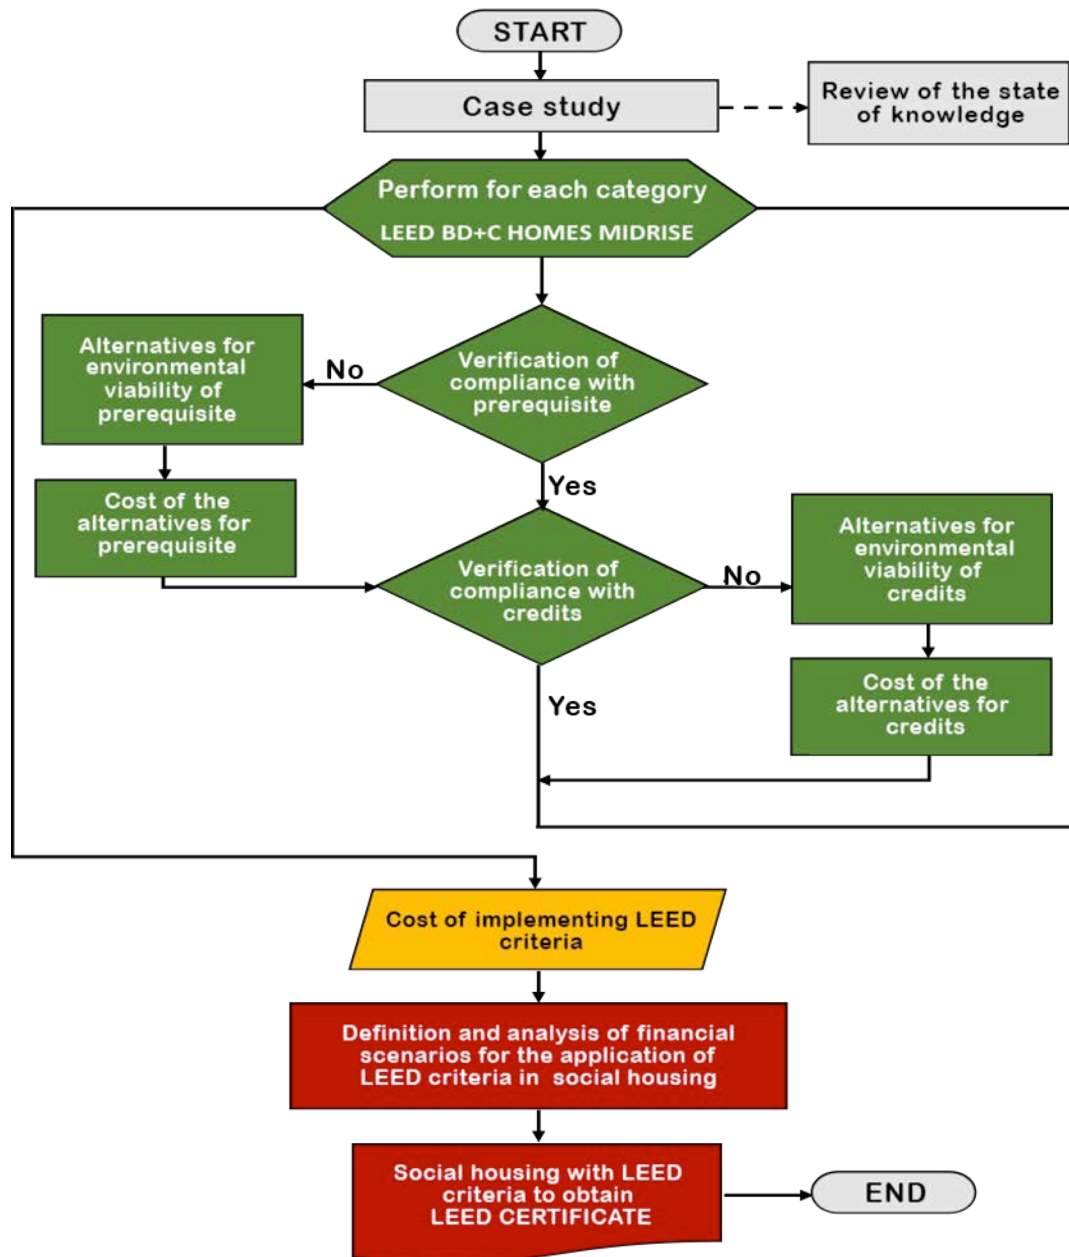 START
Case study
Review of the state
of knowledge
Perform for each category
LEED BD+C HOMES MIDRISE
Alternatives for
environmental
viability of
prerequisite
No
Verification of
compliance with
prerequisite
Yes
Cost of the
alternatives for
prerequisite
Verification of
compliance with
credits
No
Alternatives for
environmental
viability of
credits
Yes
Cost of the
alternatives for
credits
Cost of implementing LEED
criteria
Definition and analysis of financial
scenarios for the application of
LEED criteria in social housing
Social housing with LEED
criteria to obtain
LEED CERTIFICATE
END